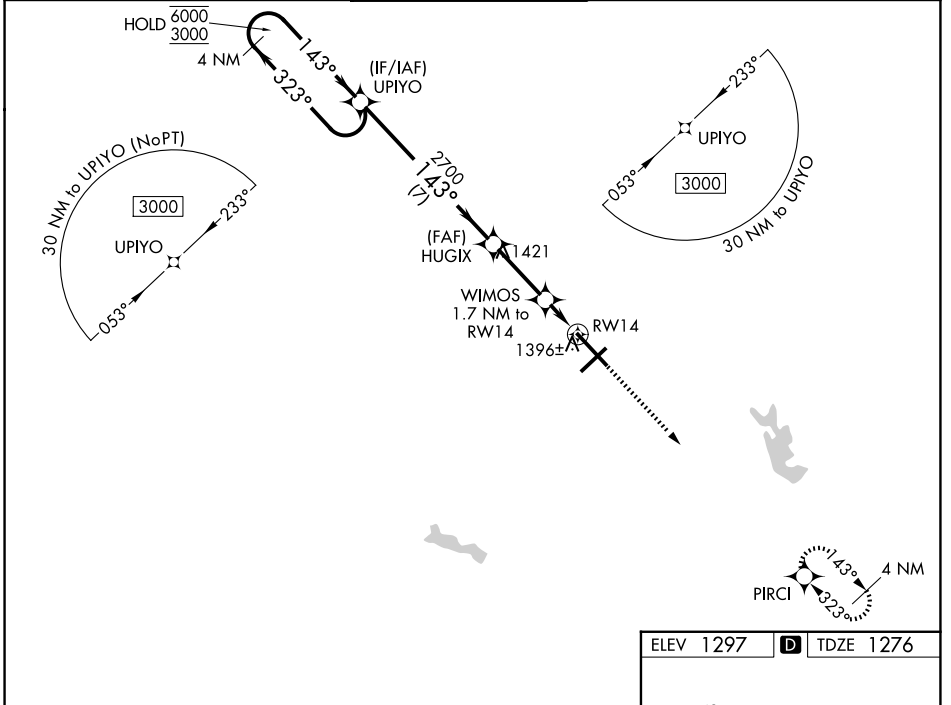 HOLD 6000
3000
4 NM
143°
323°
(IF/IAF)
UPIYO
2700
143°
(7)
(FAF)
HUGIX
1421
WIMOS
1.7 NM to
RW14
RW14
1396±
30 NM to UPIYO (NoPT)
3000
233°
UPIYO
053°
233°
UPIYO
053°
3000
30 NM to UPIYO
PIRCI
143°
323°
4 NM
ELEV 1297 D TDZE 1276